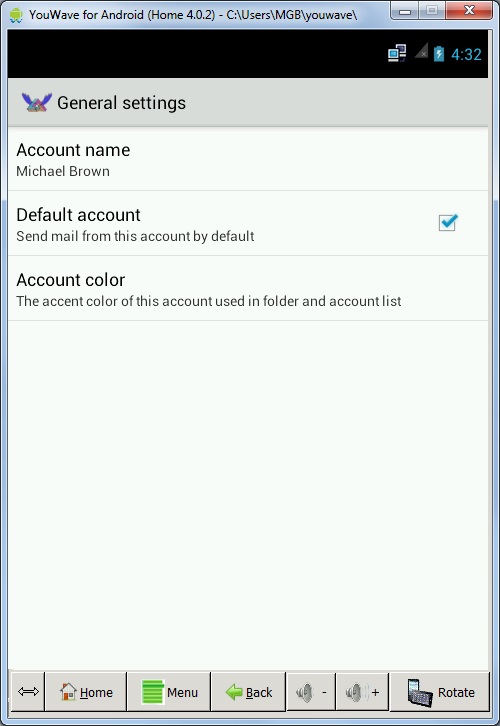 YouWave for Android (Home 4.0.2) - C:\Users\MGB\youwave\
4:32
General settings
Account name
Michael Brown
Default account
Send mail from this account by default
Account color
The accent color of this account used in folder and account list
Home Menu Back - + Rotate